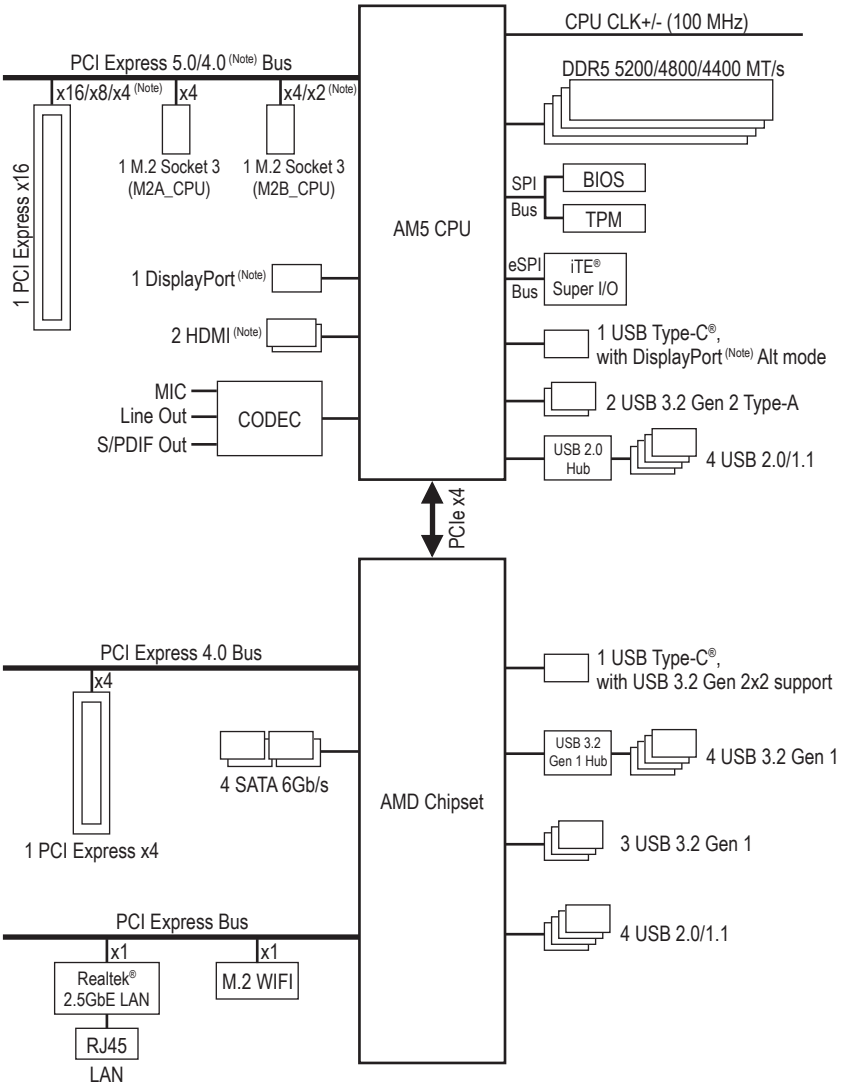 CPU CLK+/- (100 MHz)
PCI Express 5.0/4.0 (Note) Bus
DDR5 5200/4800/4400 MT/s
x16/x8/x4 (Note)
x4
x4/x2 (Note)
1 PCI Express x16
1 M.2 Socket 3
(M2A_CPU)
1 M.2 Socket 3
(M2B_CPU)
AM5 CPU
SPI
Bus
BIOS
TPM
eSPI
Bus
iTE®
Super I/O
1 DisplayPort (Note)
2 HDMI (Note)
1 USB Type-C®,
with DisplayPort (Note) Alt mode
MIC
Line Out
S/PDIF Out
CODEC
2 USB 3.2 Gen 2 Type-A
USB 2.0
Hub
4 USB 2.0/1.1
PCIe x4
PCI Express 4.0 Bus
x4
1 PCI Express x4
4 SATA 6Gb/s
AMD Chipset
1 USB Type-C®,
with USB 3.2 Gen 2x2 support
USB 3.2
Gen 1 Hub
4 USB 3.2 Gen 1
3 USB 3.2 Gen 1
4 USB 2.0/1.1
PCI Express Bus
x1
x1
Realtek®
2.5GbE LAN
M.2 WIFI
RJ45
LAN